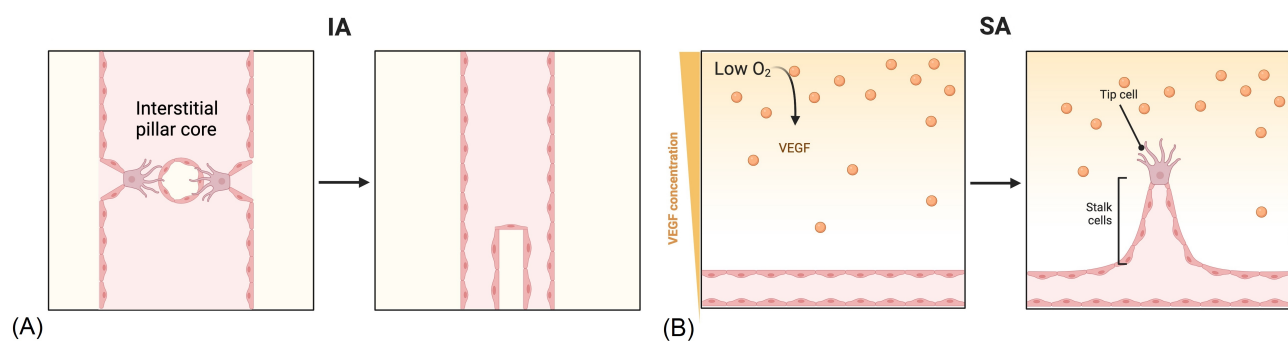 IA
Interstitial
pillar core
(A)
SA
VEGF concentration
Low O₂
VEGF
(B)
Tip cell
Stalk
cells